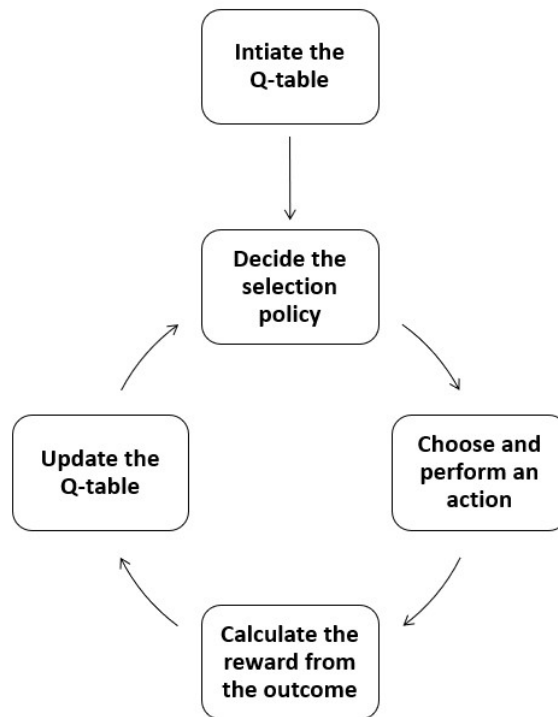 Intiate the
Q-table
Decide the
selection
policy
Choose and
perform an
action
Calculate the
reward from
the outcome
Update the
Q-table